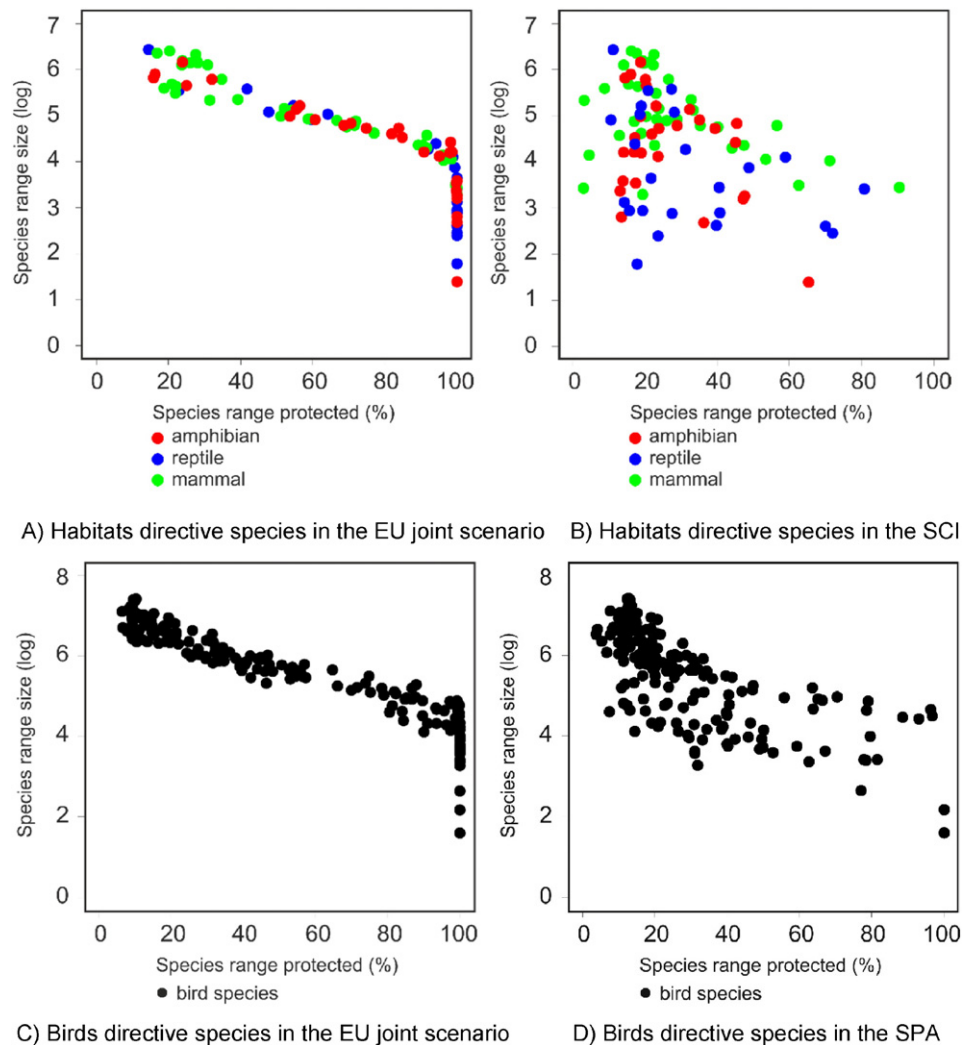 7
6
5
4
3
2
1
0
Species range size (log)
0 20 40 60 80 100
Species range protected (%)
amphibian
reptile
mammal
A) Habitats directive species in the EU joint scenario
7
6
5
4
3
2
1
0
Species range size (log)
0 20 40 60 80 100
Species range protected (%)
amphibian
reptile
mammal
B) Habitats directive species in the SCI
8
6
4
2
0
Species range size (log)
0 20 40 60 80 100
Species range protected (%)
bird species
C) Birds directive species in the EU joint scenario
8
6
4
2
0
Species range size (log)
0 20 40 60 80 100
Species range protected (%)
bird species
D) Birds directive species in the SPA